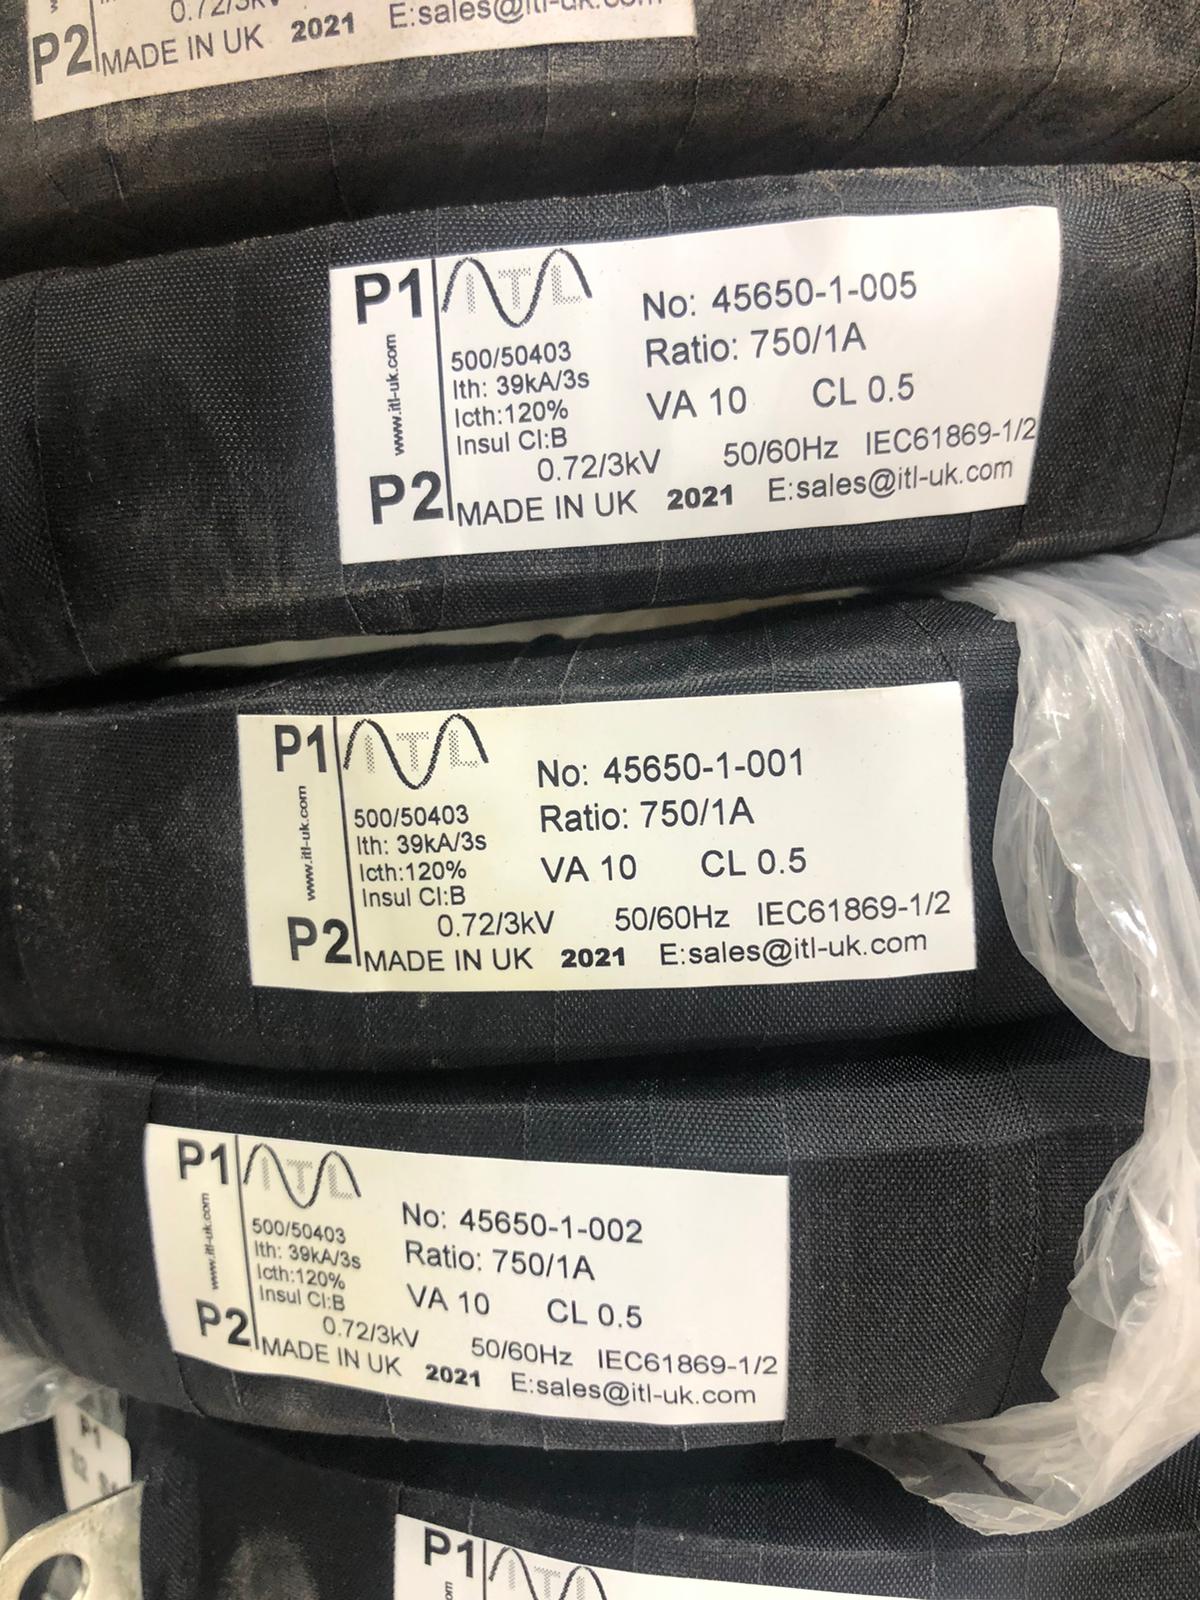 0.72/3kV
E:sales@itl-uk.com
P2
MADE IN UK 2021
P1
ITL
No: 45650-1-005
500/50403
Ratio: 750/1A
Ith: 39kA/3s
Icth:120%
VA 10 CL 0.5
Insul Cl:B
www.itl-uk.com
0.72/3kV 50/60Hz IEC61869-1/2
P2
MADE IN UK 2021 E:sales@itl-uk.com
P1
ITL
No: 45650-1-001
500/50403
Ratio: 750/1A
Ith: 39kA/3s
Icth:120%
VA 10 CL 0.5
Insul Cl:B
www.itl-uk.com
0.72/3kV 50/60Hz IEC61869-1/2
P2
MADE IN UK 2021 E:sales@itl-uk.com
P1
ITL
No: 45650-1-002
500/50403
Ratio: 750/1A
Ith: 39kA/3s
Icth:120%
VA 10 CL 0.5
Insul Cl:B
www.itl-uk.com
0.72/3kV 50/60Hz IEC61869-1/2
P2
MADE IN UK 2021 E:sales@itl-uk.com
P1
P1
ITL